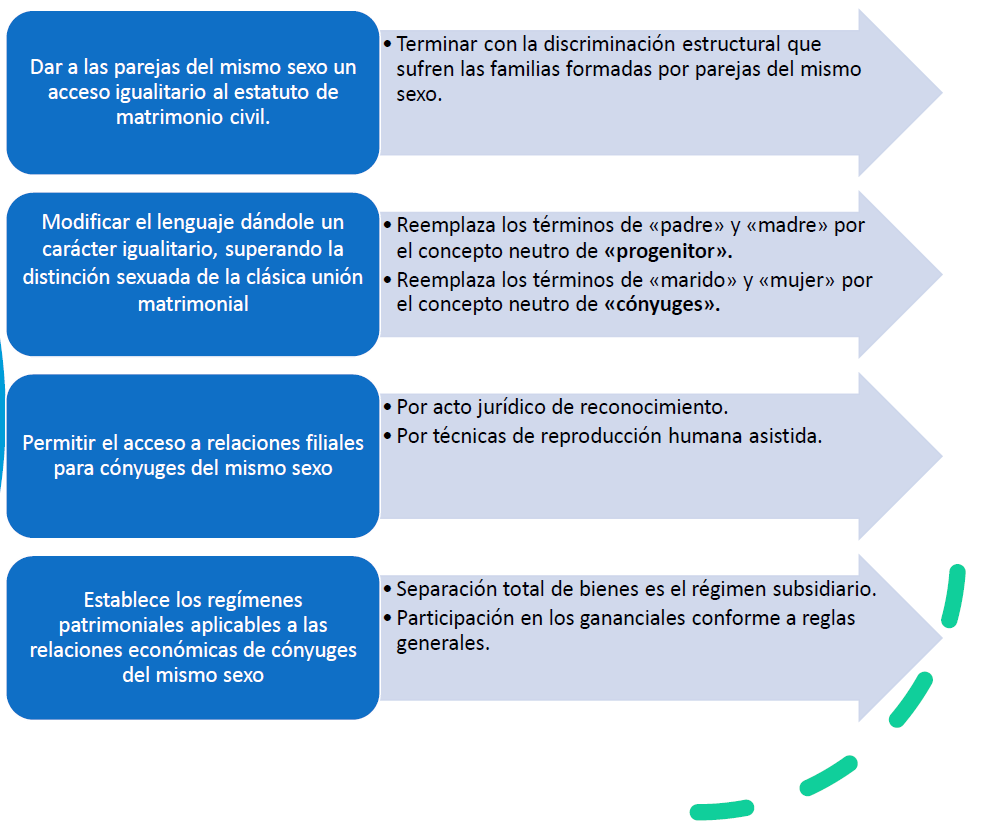 Dar a las parejas del mismo sexo un
acceso igualitario al estatuto de
matrimonio civil.
• Terminar con la discriminación estructural que
sufren las familias formadas por parejas del mismo
sexo.
Modificar el lenguaje dándole un
carácter igualitario, superando la
distinción sexuada de la clásica unión
matrimonial
• Reemplaza los términos de «padre» y «madre» por
el concepto neutro de «progenitor».
• Reemplaza los términos de «marido» y «mujer» por
el concepto neutro de «cónyuges».
Permitir el acceso a relaciones filiales
para cónyuges del mismo sexo
• Por acto jurídico de reconocimiento.
• Por técnicas de reproducción humana asistida.
Establece los regímenes
patrimoniales aplicables a las
relaciones económicas de cónyuges
del mismo sexo
• Separación total de bienes es el régimen subsidiario.
• Participación en los gananciales conforme a reglas
generales.